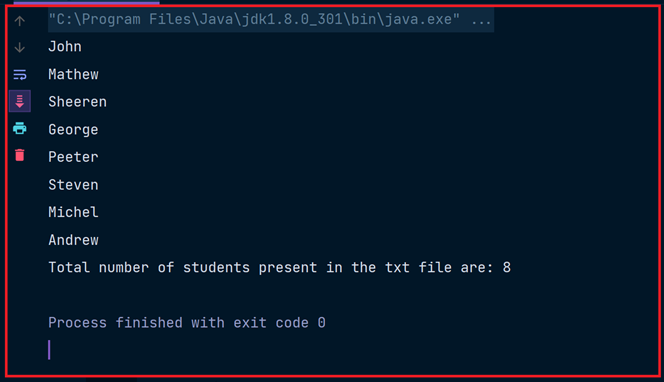 "C:\Program Files\Java\jdk1.8.0_301\bin\java.exe" ...
John
Mathew
Sheeren
George
Peeter
Steven
Michel
Andrew
Total number of students present in the txt file are: 8
Process finished with exit code 0